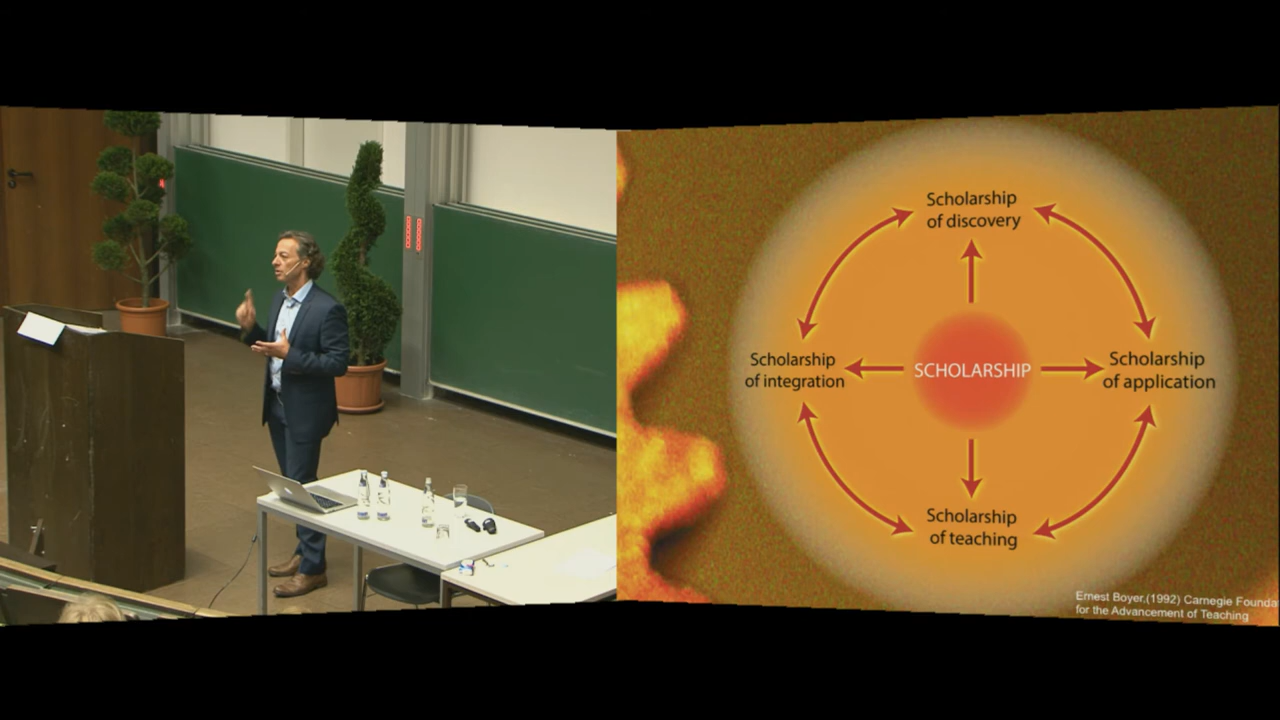 Scholarship
of discovery
Scholarship
of integration
SCHOLARSHIP
Scholarship
of application
Scholarship
of teaching
Ernest Boyer,(1992) Carnegie Founda
for the Advancement of Teaching